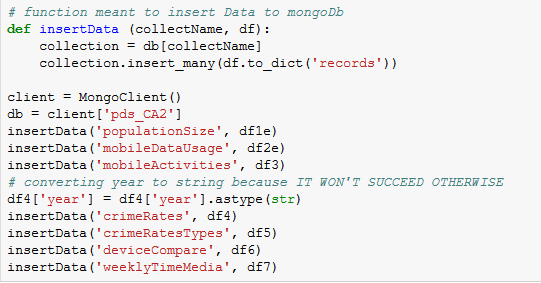 # function meant to insert Data to mongoDb
def insertData (collectName, df):
    collection = db[collectName]
    collection.insert_many(df.to_dict('records'))

client = MongoClient()
db = client['pds_CA2']
insertData('populationSize', df1e)
insertData('mobileDataUsage', df2e)
insertData('mobileActivities', df3)
# converting year to string because IT WON'T SUCCEED OTHERWISE
df4['year'] = df4['year'].astype(str)
insertData('crimeRates', df4)
insertData('crimeRatesTypes', df5)
insertData('deviceCompare', df6)
insertData('weeklyTimeMedia', df7)